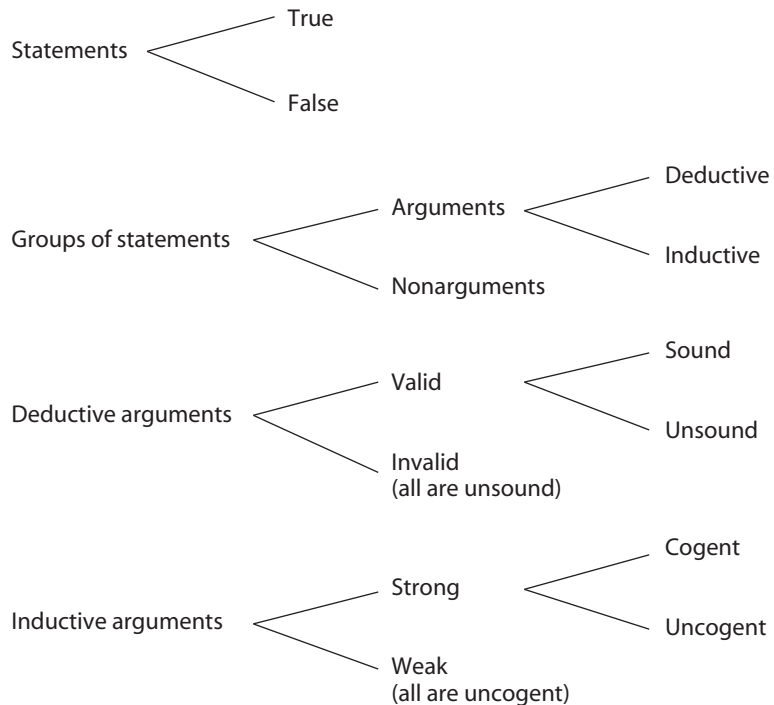 True
Statements
False
Deductive
Arguments
Groups of statements
Inductive
Nonarguments
Sound
Valid
Deductive arguments
Unsound
Invalid
(all are unsound)
Cogent
Strong
Inductive arguments
Uncogent
Weak
(all are uncogent)